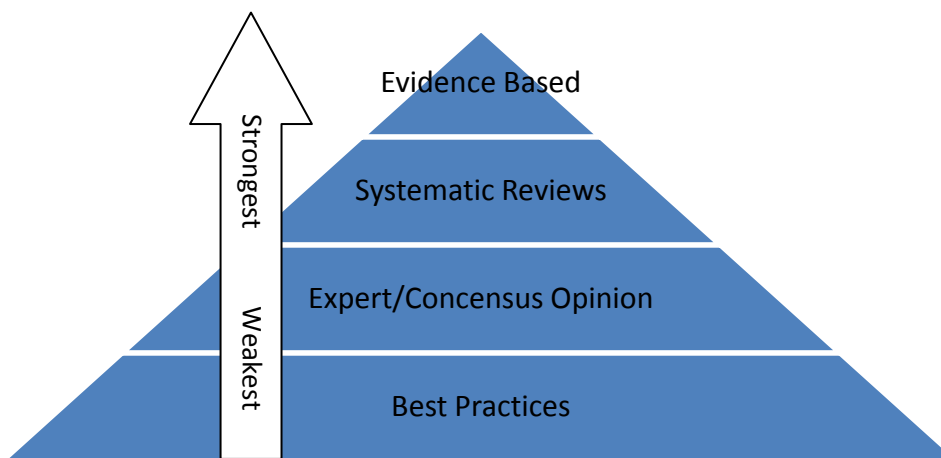 Evidence Based
Strongest
Systematic Reviews
Expert/Concensus Opinion
Weakest
Best Practices